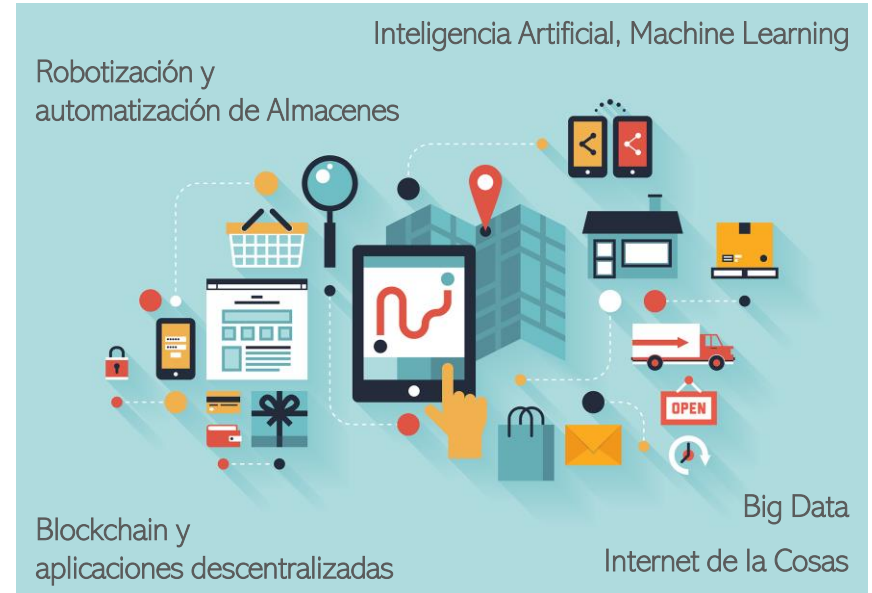 Inteligencia Artificial, Machine Learning
Robotización y
automatización de Almacenes
OPEN
Big Data
Blockchain y
aplicaciones descentralizadas
Internet de la Cosas